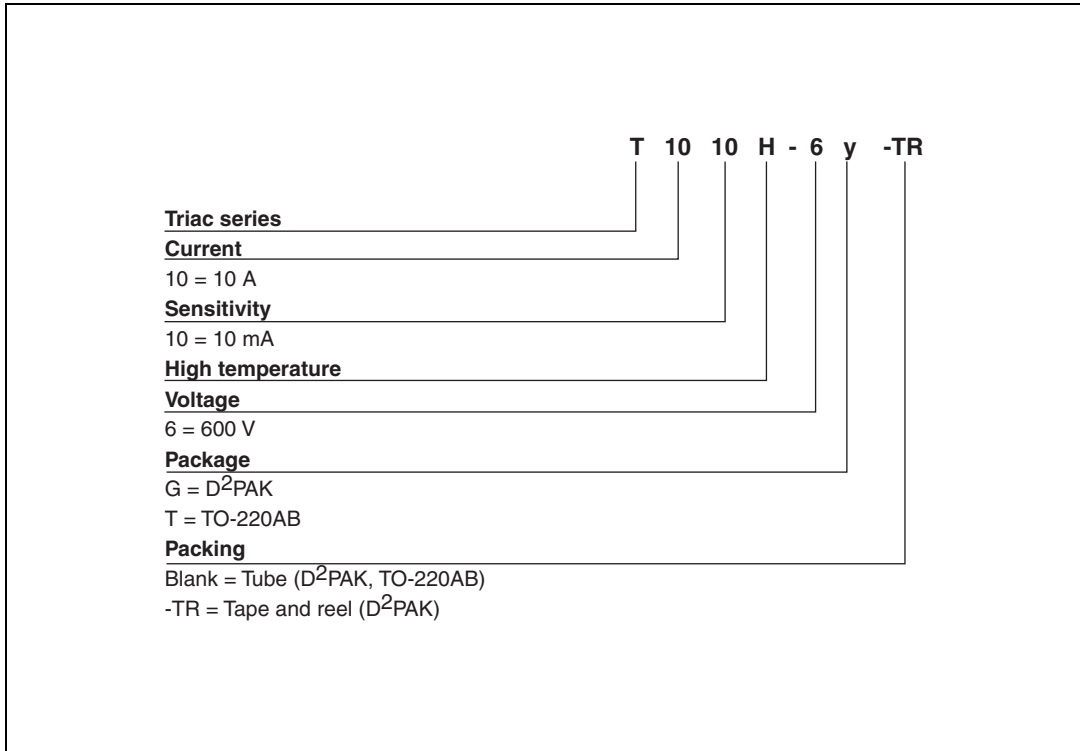 T 10 10 H - 6 y -TR
Triac series
Current
10 = 10 A
Sensitivity
10 = 10 mA
High temperature
Voltage
6 = 600 V
Package
G = D2PAK
T = TO-220AB
Packing
Blank = Tube (D2PAK, TO-220AB)
-TR = Tape and reel (D2PAK)